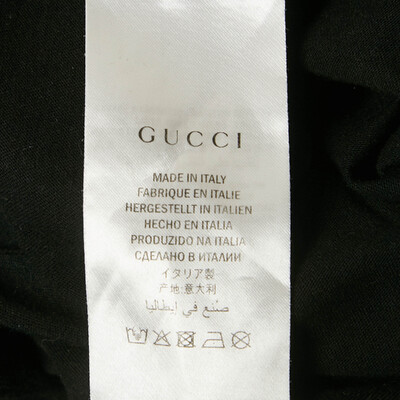 GUCCI
MADE IN ITALY
FABRIQUE EN ITALIE
HERGESTELLT IN ITALIEN
HECHO EN ITALIA
PRODUZIDO NA ITALIA
СДЕЛАНО В ИТАЛИИ
イタリア製
产地:意大利
صنع في إيطاليا